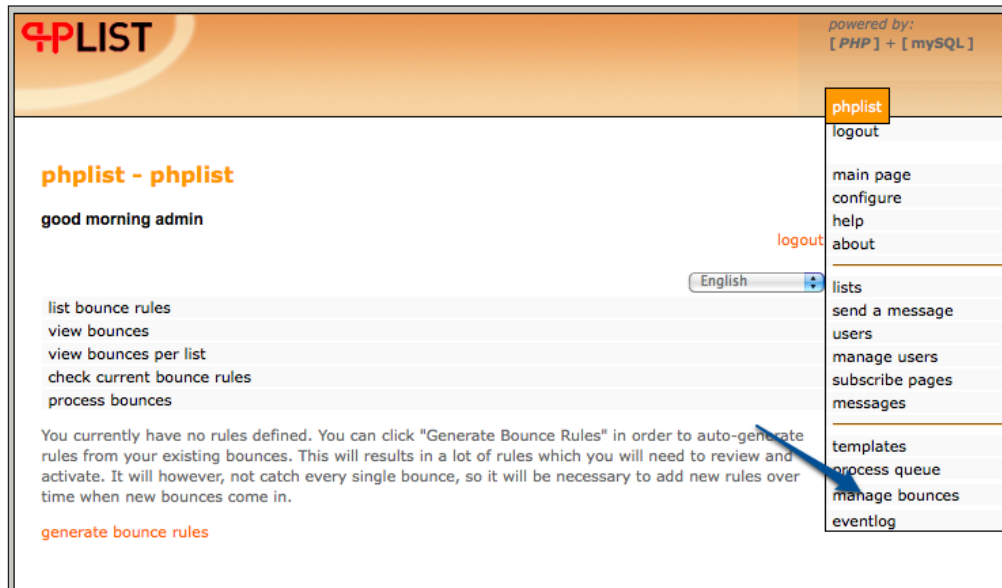 PLIST
powered by:
[ PHP ] + [ mySQL ]
phplist
logout
main page
configure
help
about
lists
send a message
users
manage users
subscribe pages
messages
templates
process queue
manage bounces
eventlog
phplist - phplist
good morning admin
logout
English
list bounce rules
view bounces
view bounces per list
check current bounce rules
process bounces
You currently have no rules defined. You can click "Generate Bounce Rules" in order to auto-generate
rules from your existing bounces. This will results in a lot of rules which you will need to review and
activate. It will however, not catch every single bounce, so it will be necessary to add new rules over
time when new bounces come in.
generate bounce rules